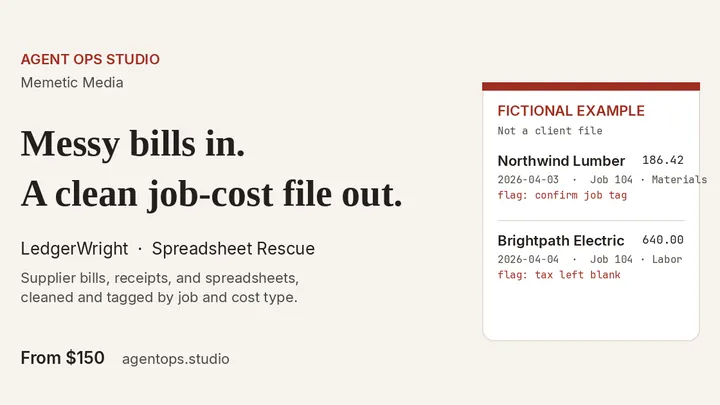 AGENT OPS STUDIO
Memetic Media
Messy bills in.
A clean job-cost file out.
LedgerWright · Spreadsheet Rescue
Supplier bills, receipts, and spreadsheets,
cleaned and tagged by job and cost type.
From $150 agentops.studio
FICTIONAL EXAMPLE
Not a client file
Northwind Lumber 186.42
2026-04-03 · Job 104 · Materials
flag: confirm job tag
Brightpath Electric 640.00
2026-04-04 · Job 104 · Labor
flag: tax left blank